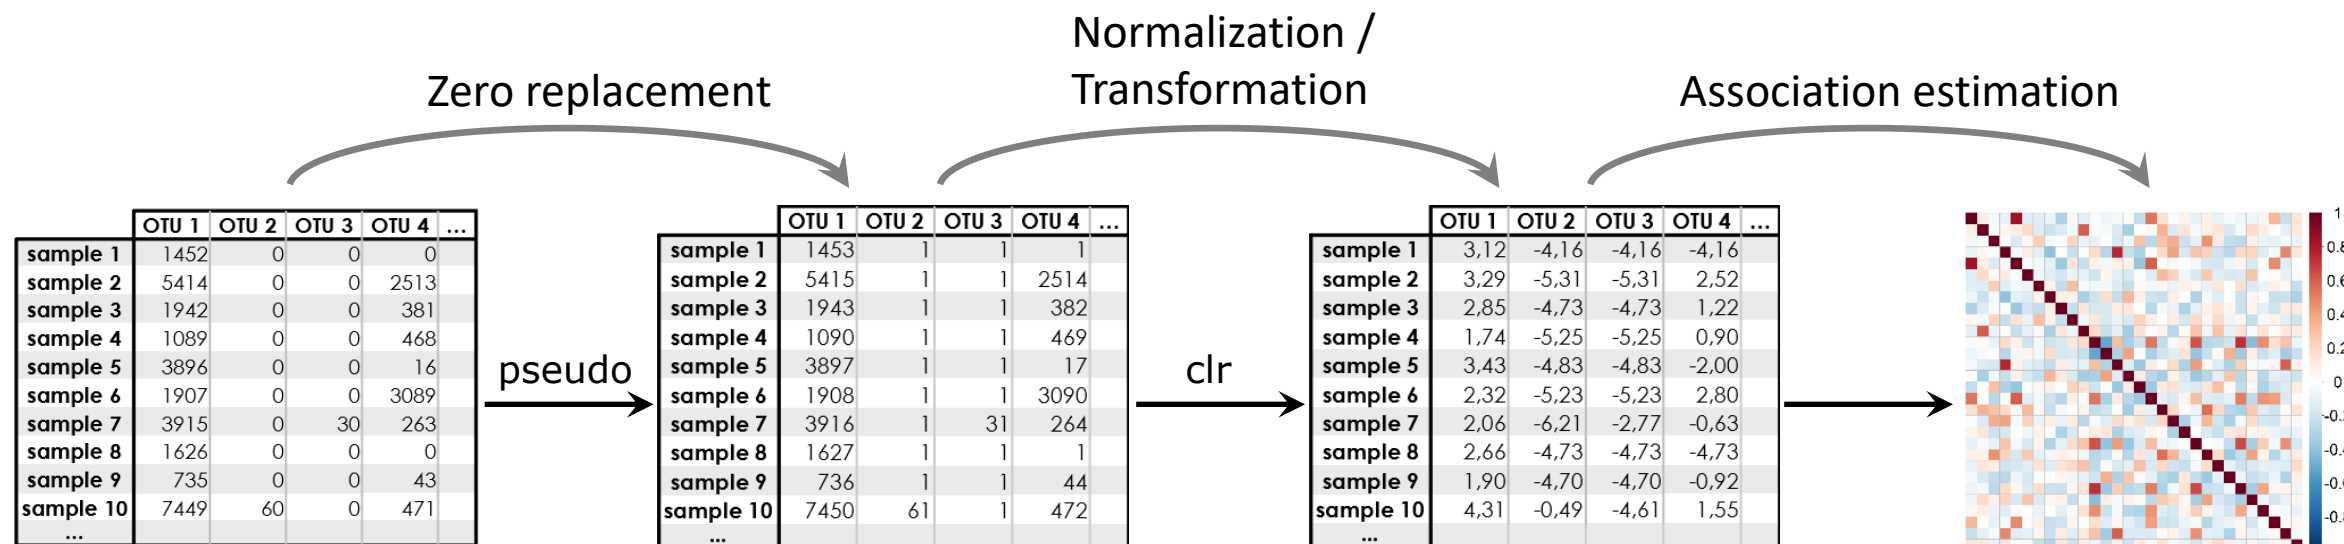 Normalization /
Zero replacement Transformation Association estimation
OTU 1 OTU 2 OTU 3 OTU 4 ...
sample 1 1452 0 0 0
sample 2 5414 0 0 2513
sample 3 1942 0 0 381
sample 4 1089 0 0 468
sample 5 3896 0 0 16
sample 6 1907 0 0 3089
sample 7 3915 0 30 263
sample 8 1626 0 0 0
sample 9 735 0 0 43
sample 10 7449 60 0 471
...
pseudo
OTU 1 OTU 2 OTU 3 OTU 4 ...
sample 1 1453 1 1 1
sample 2 5415 1 1 2514
sample 3 1943 1 1 382
sample 4 1090 1 1 469
sample 5 3897 1 1 17
sample 6 1908 1 1 3090
sample 7 3916 1 31 264
sample 8 1627 1 1 1
sample 9 736 1 1 44
sample 10 7450 61 1 472
...
clr
OTU 1 OTU 2 OTU 3 OTU 4 ...
sample 1 3,12 -4,16 -4,16 -4,16
sample 2 3,29 -5,31 -5,31 2,52
sample 3 2,85 -4,73 -4,73 1,22
sample 4 1,74 -5,25 -5,25 0,90
sample 5 3,43 -4,83 -4,83 -2,00
sample 6 2,32 -5,23 -5,23 2,80
sample 7 2,06 -6,21 -2,77 -0,63
sample 8 2,66 -4,73 -4,73 -4,73
sample 9 1,90 -4,70 -4,70 -0,92
sample 10 4,31 -0,49 -4,61 1,55
...
1
0